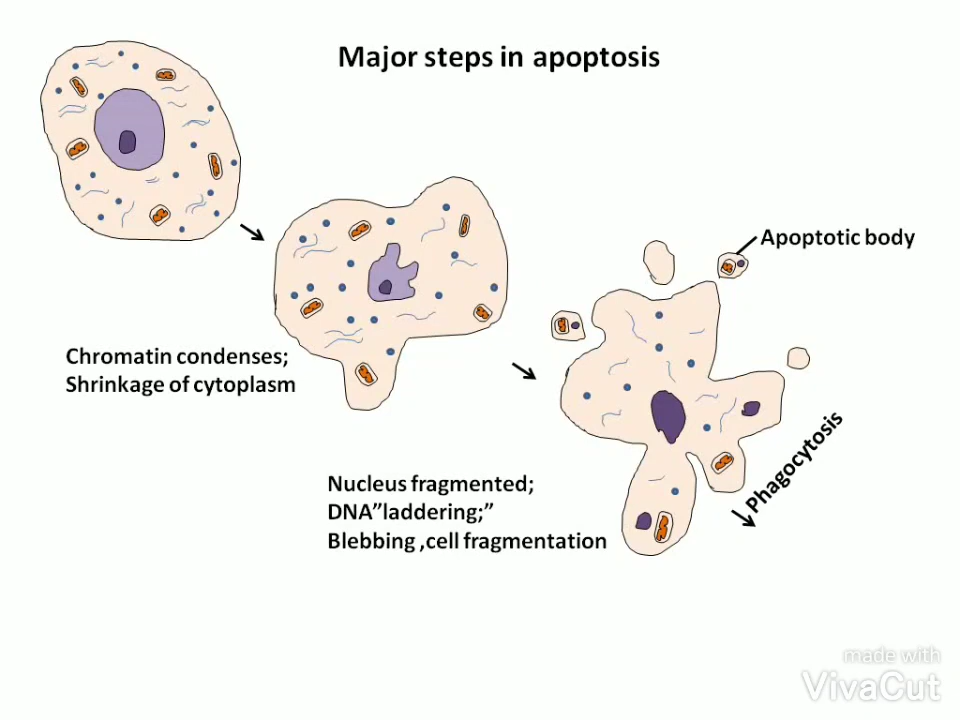 Major steps in apoptosis
Apoptotic body
Chromatin condenses;
Shrinkage of cytoplasm
Phagocytosis
Nucleus fragmented;
DNA”laddering;”
Blebbing ,cell fragmentation
made with
VivaCut